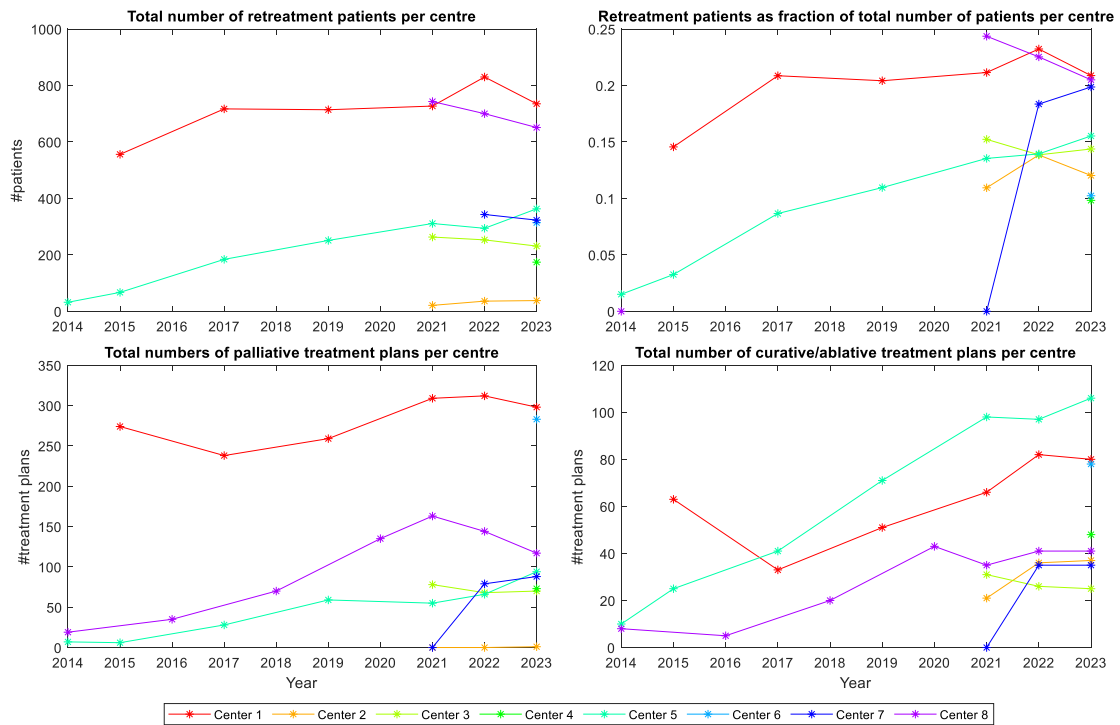 Total number of retreatment patients per centre
1000
800
600
400
200
0
#patients
2014 2015 2016 2017 2018 2019 2020 2021 2022 2023
Retreatment patients as fraction of total number of patients per centre
0.25
0.2
0.15
0.1
0.05
0
2014 2015 2016 2017 2018 2019 2020 2021 2022 2023
Total numbers of palliative treatment plans per centre
350
300
250
200
150
100
50
0
#treatment plans
2014 2015 2016 2017 2018 2019 2020 2021 2022 2023
Year
Total number of curative/ablative treatment plans per centre
120
100
80
60
40
20
0
#treatment plans
2014 2015 2016 2017 2018 2019 2020 2021 2022 2023
Year
Center 1 Center 2 Center 3 Center 4 Center 5 Center 6 Center 7 Center 8